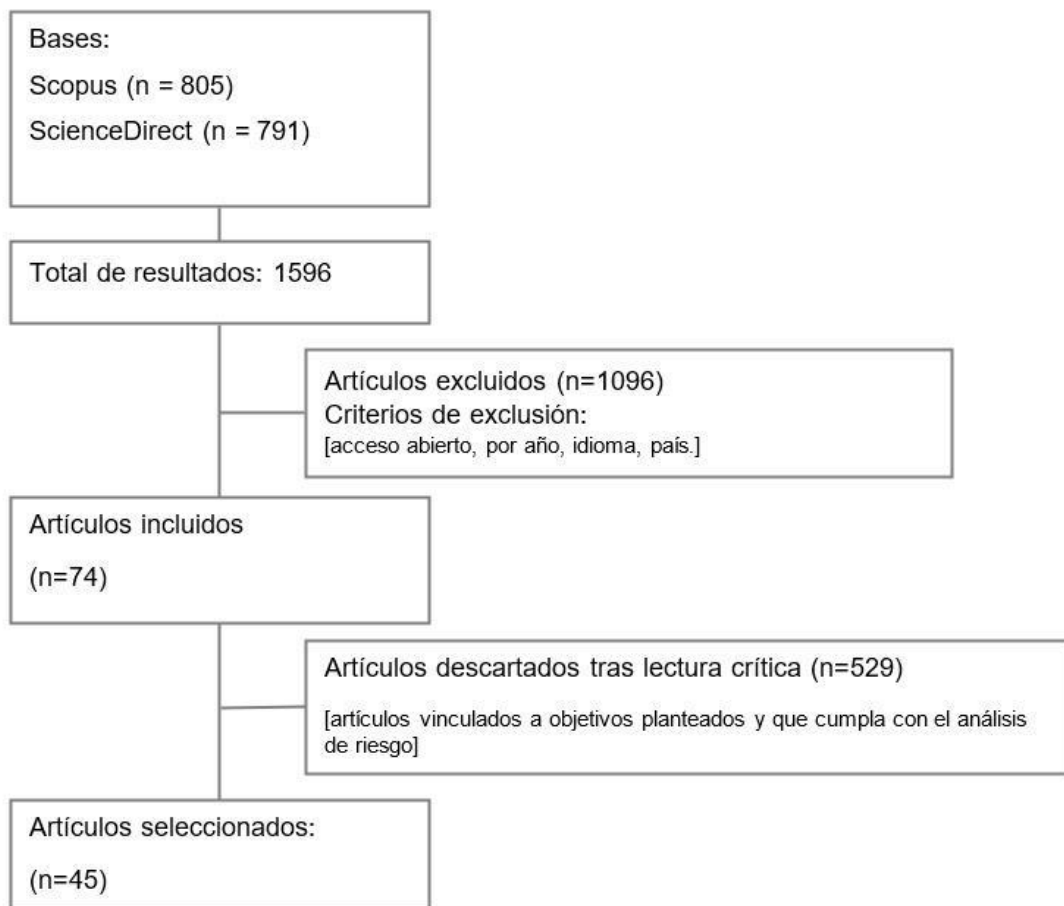 Bases:
Scopus (n = 805)
ScienceDirect (n = 791)
Total de resultados: 1596
Artículos excluidos (n=1096)
Criterios de exclusión:
[acceso abierto, por año, idioma, país.]
Artículos incluidos
(n=74)
Artículos descartados tras lectura crítica (n=529)
[artículos vinculados a objetivos planteados y que cumpla con el análisis
de riesgo]
Artículos seleccionados:
(n=45)